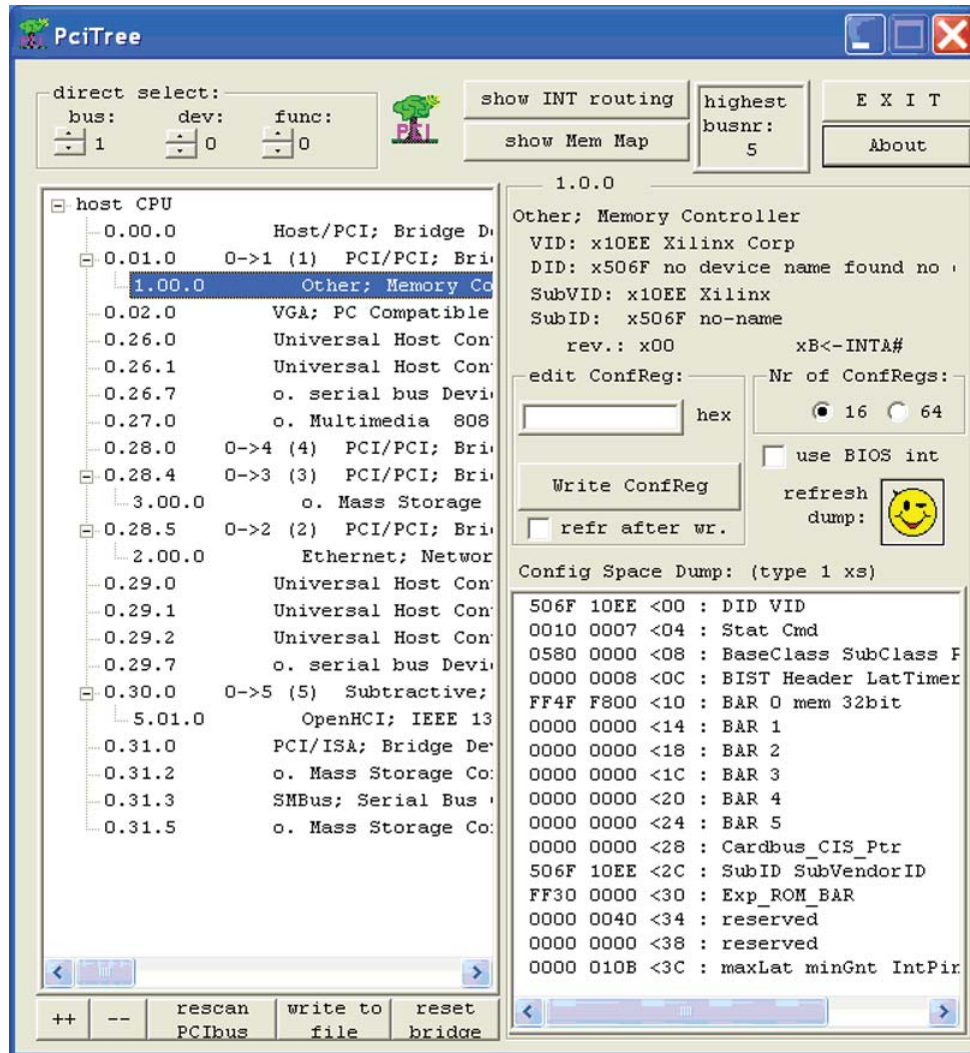 PciTree
direct select:
bus: dev: func:
1 0 0
PCI
show INT routing
show Mem Map
highest
busnr:
5
E X I T
About
host CPU
0.00.0 Host/PCI; Bridge D
0.01.0 0->1 (1) PCI/PCI; Bri
1.00.0 Other; Memory Co
0.02.0 VGA; PC Compatible
0.26.0 Universal Host Con
0.26.1 Universal Host Con
0.26.7 o. serial bus Devi
0.27.0 o. Multimedia 808
0.28.0 0->4 (4) PCI/PCI; Bri
0.28.4 0->3 (3) PCI/PCI; Bri
3.00.0 o. Mass Storage
0.28.5 0->2 (2) PCI/PCI; Bri
2.00.0 Ethernet; Networ
0.29.0 Universal Host Con
0.29.1 Universal Host Con
0.29.2 Universal Host Con
0.29.7 o. serial bus Devi
0.30.0 0->5 (5) Subtractive;
5.01.0 OpenHCI; IEEE 13
0.31.0 PCI/ISA; Bridge De
0.31.2 o. Mass Storage Co
0.31.3 SMBus; Serial Bus
0.31.5 o. Mass Storage Co
++ -- rescan PCIbus write to file reset bridge
1.0.0
Other; Memory Controller
VID: x10EE Xilinx Corp
DID: x506F no device name found no
SubVID: x10EE Xilinx
SubID: x506F no-name
rev.: x00 xB<-INTA#
edit ConfReg:
hex
Write ConfReg
refr after wr.
Nr of ConfRegs:
16 64
use BIOS int
refresh
dump:
Config Space Dump: (type 1 xs)
506F 10EE <00 : DID VID
0010 0007 <04 : Stat Cmd
0580 0000 <08 : BaseClass SubClass
0000 0008 <0C : BIST Header LatTimer
FF4F F800 <10 : BAR 0 mem 32bit
0000 0000 <14 : BAR 1
0000 0000 <18 : BAR 2
0000 0000 <1C : BAR 3
0000 0000 <20 : BAR 4
0000 0000 <24 : BAR 5
0000 0000 <28 : Cardbus_CIS_Ptr
506F 10EE <2C : SubID SubVendorID
FF30 0000 <30 : Exp_ROM_BAR
0000 0040 <34 : reserved
0000 0000 <38 : reserved
0000 010B <3C : maxLat minGnt IntPin